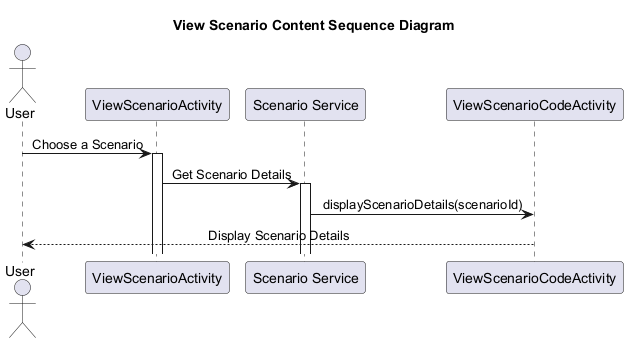 View Scenario Content Sequence Diagram
User
ViewScenarioActivity
Scenario Service
ViewScenarioCodeActivity
Choose a Scenario
Get Scenario Details
displayScenarioDetails(scenarioId)
Display Scenario Details
User
ViewScenarioActivity
Scenario Service
ViewScenarioCodeActivity